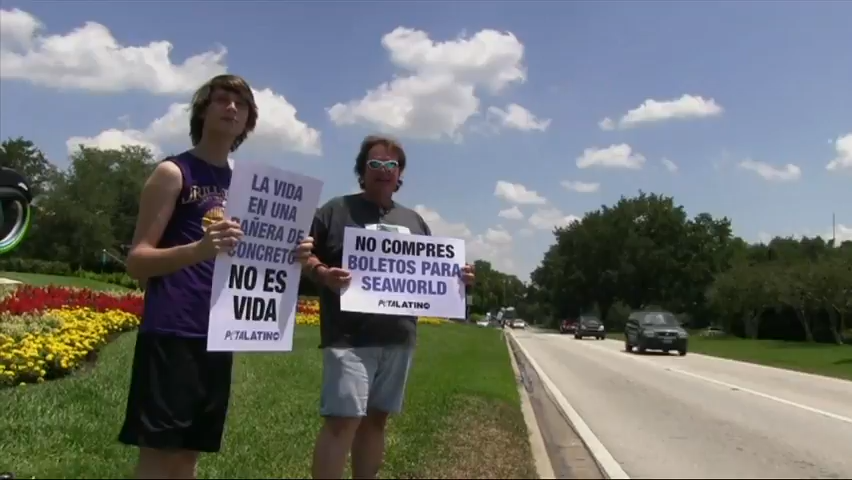 LA VIDA
EN UNA
BAÑERA DE
CONCRETO
NO ES
VIDA
PETALATINO
NO COMPRES
BOLETOS PARA
SEAWORLD
PETALATINO